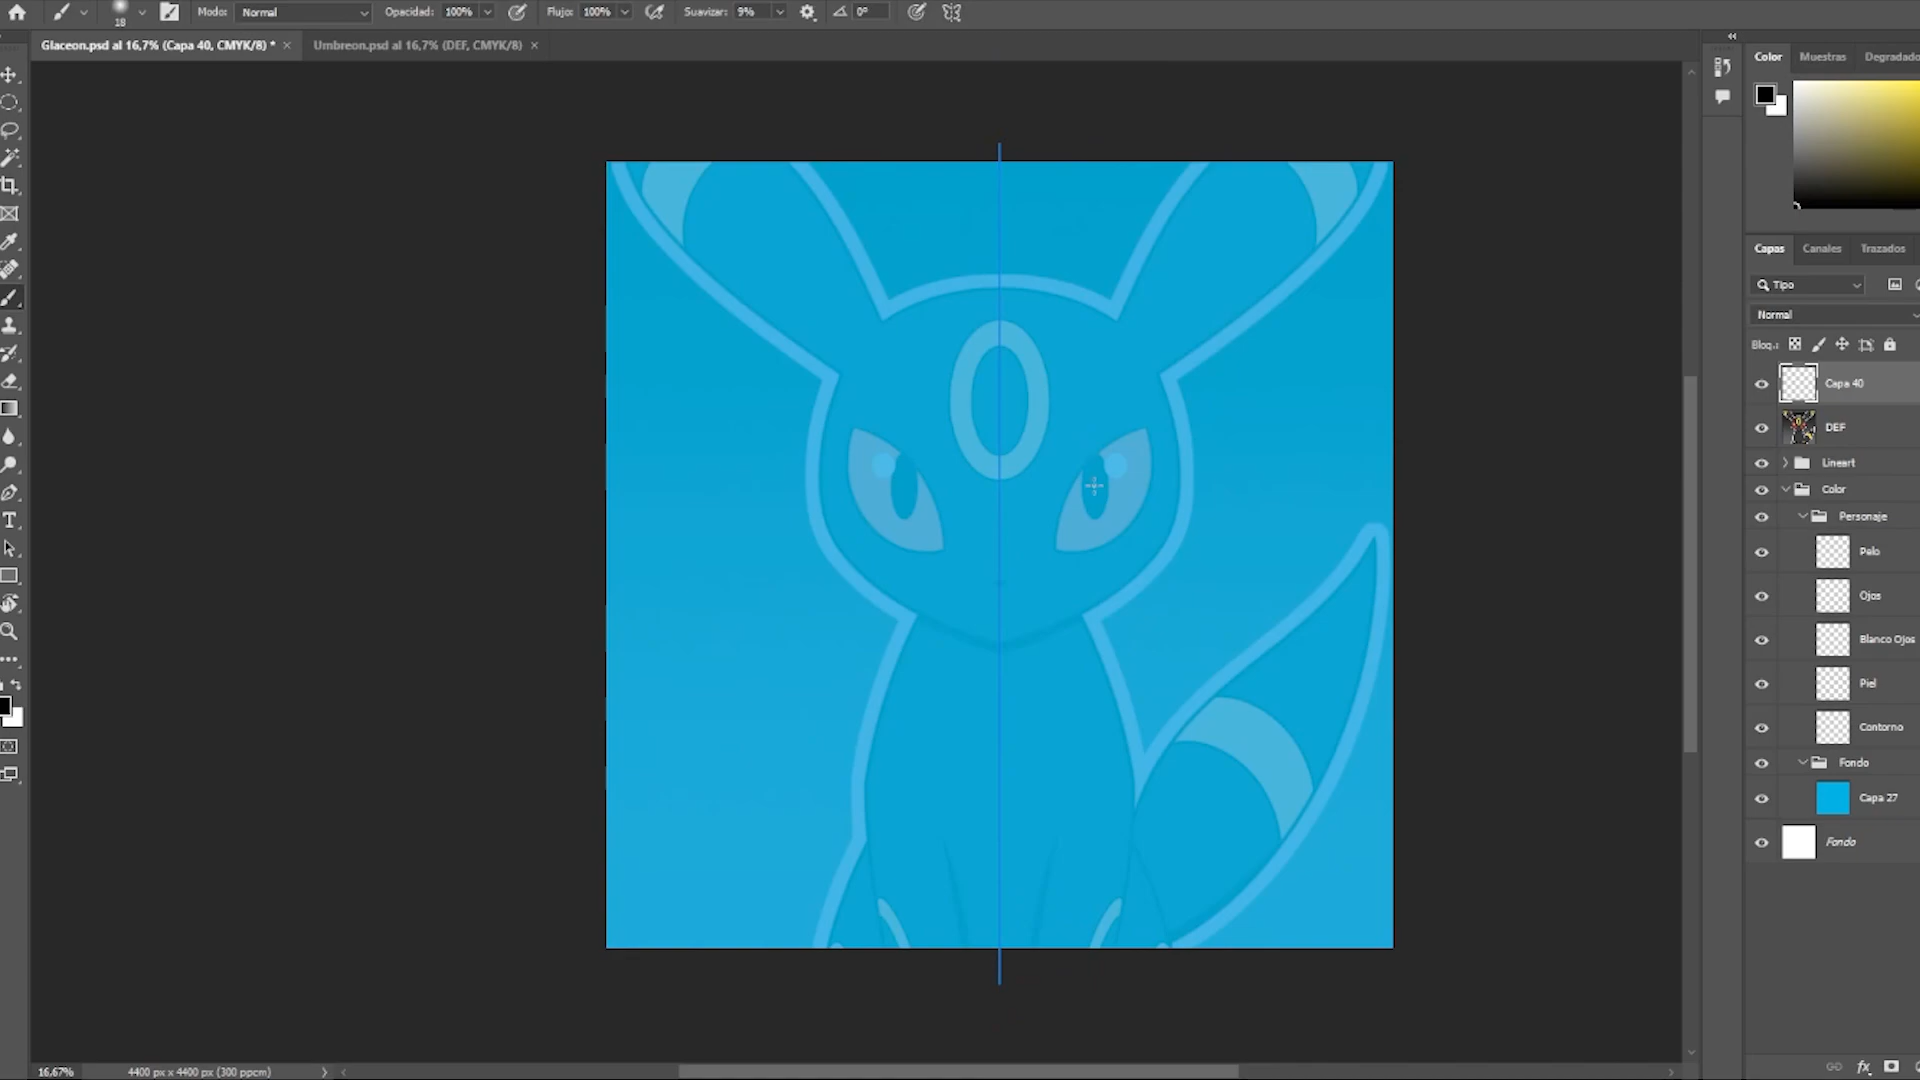 18
Modo: Normal
Opacidad: 100%
Flujo: 100%
Suavizar: 9%
0°
Glaceon.psd al 16,7% (Capa 40, CMYK/8) *
Umbreon.psd al 16,7% (DEF, CMYK/8)
Color
Muestras
Degradado
Capas
Canales
Trazados
Tipo
Normal
Bloq.:
Capa 40
DEF
Lineart
Color
Personaje
Pelo
Ojos
Blanco Ojos
Piel
Contorno
Fondo
Capa 27
Fondo
16,67%
4400 px x 4400 px (300 ppcm)
fx